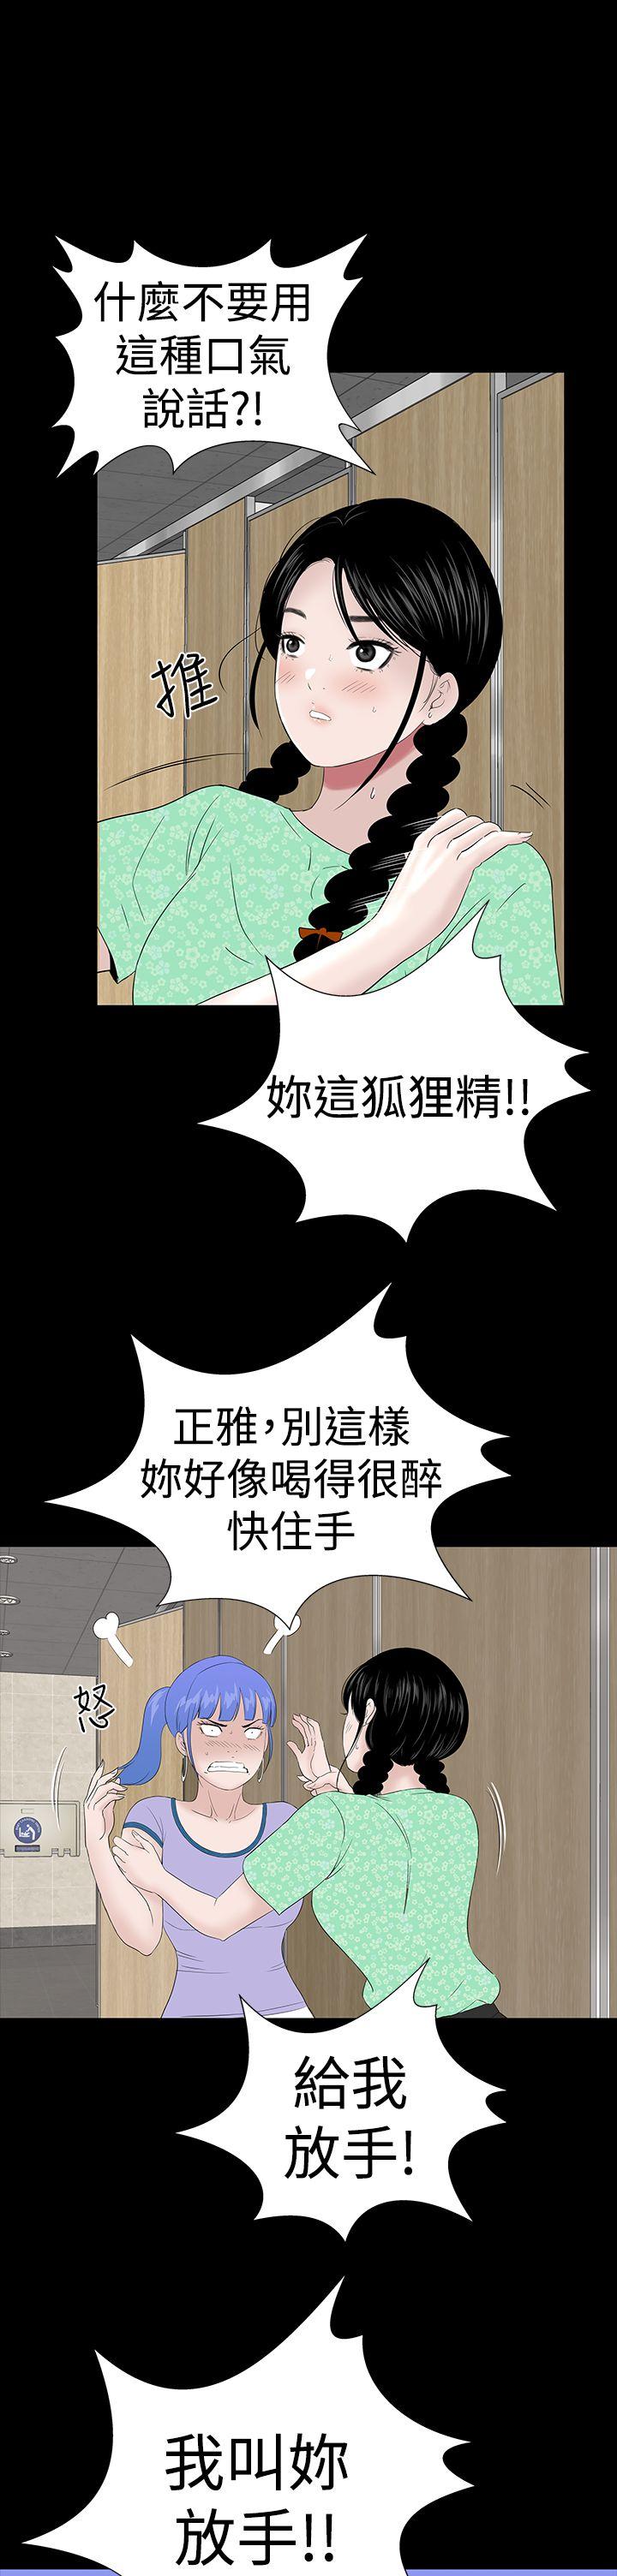 什麼不要用
這種口氣
說話?!
推
妳這狐狸精!!
正雅,別這樣
妳好像喝得很醉
快住手
怒
給我
放手!
我叫妳
放手!!